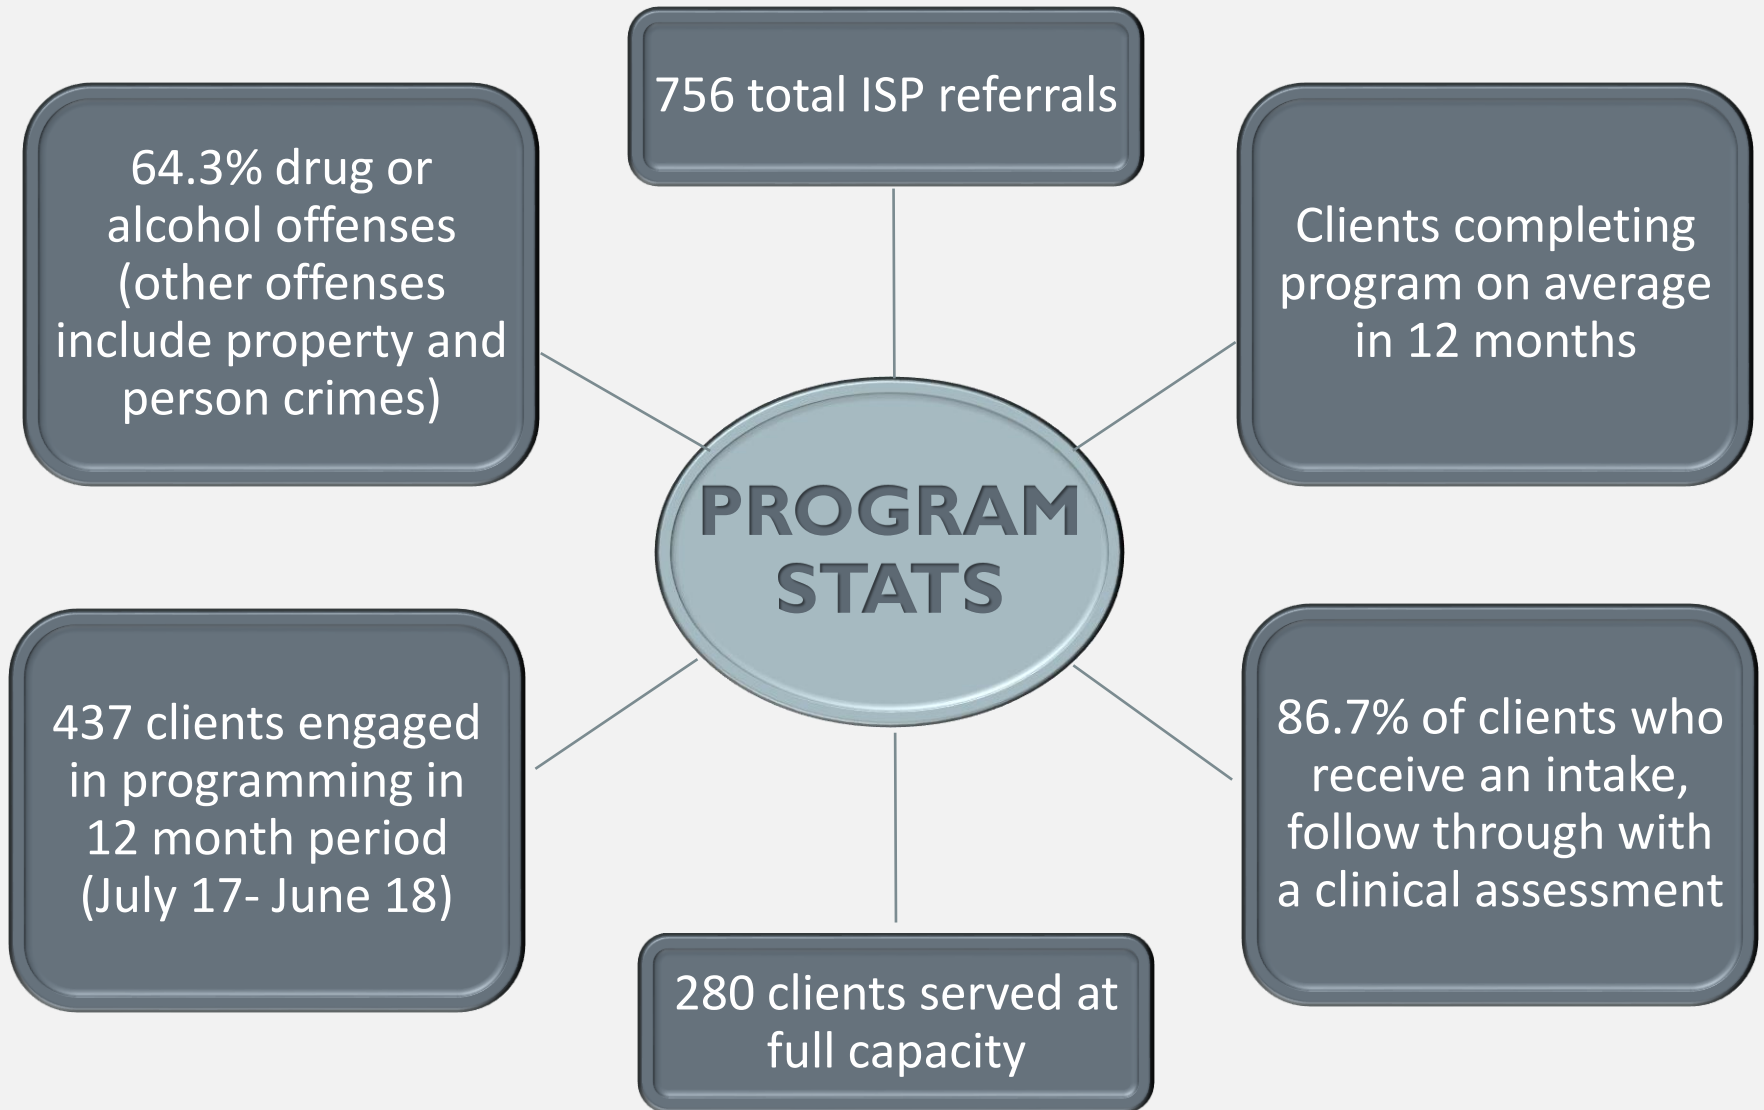 756 total ISP referrals
64.3% drug or
alcohol offenses
(other offenses
include property and
person crimes)
Clients completing
program on average
in 12 months
PROGRAM
STATS
437 clients engaged
in programming in
12 month period
(July 17- June 18)
86.7% of clients who
receive an intake,
follow through with
a clinical assessment
280 clients served at
full capacity